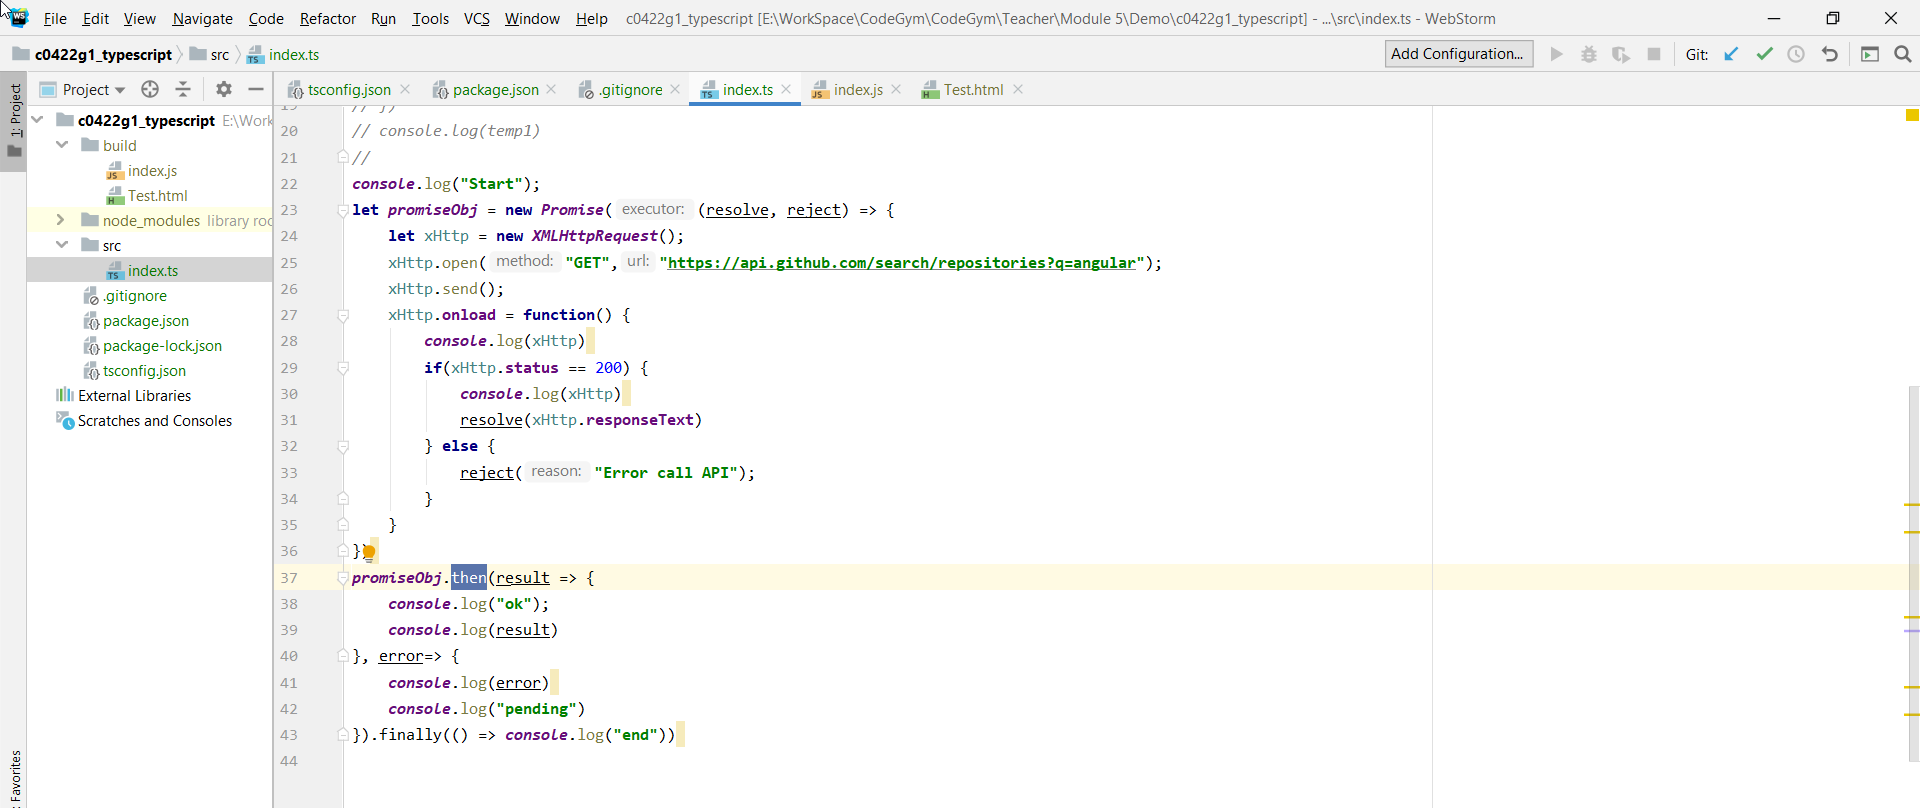 File Edit View Navigate Code Refactor Run Tools VCS Window Help c0422g1_typescript [E:\WorkSpace\CodeGym\CodeGym\Teacher\Module 5\Demo\c0422g1_typescript] - ...\src\index.ts - WebStorm
c0422g1_typescript src index.ts Add Configuration... Git:
1: Project
Project
tsconfig.json package.json .gitignore index.ts index.js Test.html
c0422g1_typescript E:\Work
build
index.js
Test.html
node_modules library roo
src
index.ts
.gitignore
package.json
package-lock.json
tsconfig.json
External Libraries
Scratches and Consoles
Favorites
19 // })
20 // console.log(temp1)
21 //
22 console.log("Start");
23 let promiseObj = new Promise( executor: (resolve, reject) => {
24 let xHttp = new XMLHttpRequest();
25 xHttp.open( method: "GET", url: "https://api.github.com/search/repositories?q=angular");
26 xHttp.send();
27 xHttp.onload = function() {
28 console.log(xHttp)
29 if(xHttp.status == 200) {
30 console.log(xHttp)
31 resolve(xHttp.responseText)
32 } else {
33 reject( reason: "Error call API");
34 }
35 }
36 })
37 promiseObj.then(result => {
38 console.log("ok");
39 console.log(result)
40 }, error=> {
41 console.log(error)
42 console.log("pending")
43 }).finally(() => console.log("end"))
44